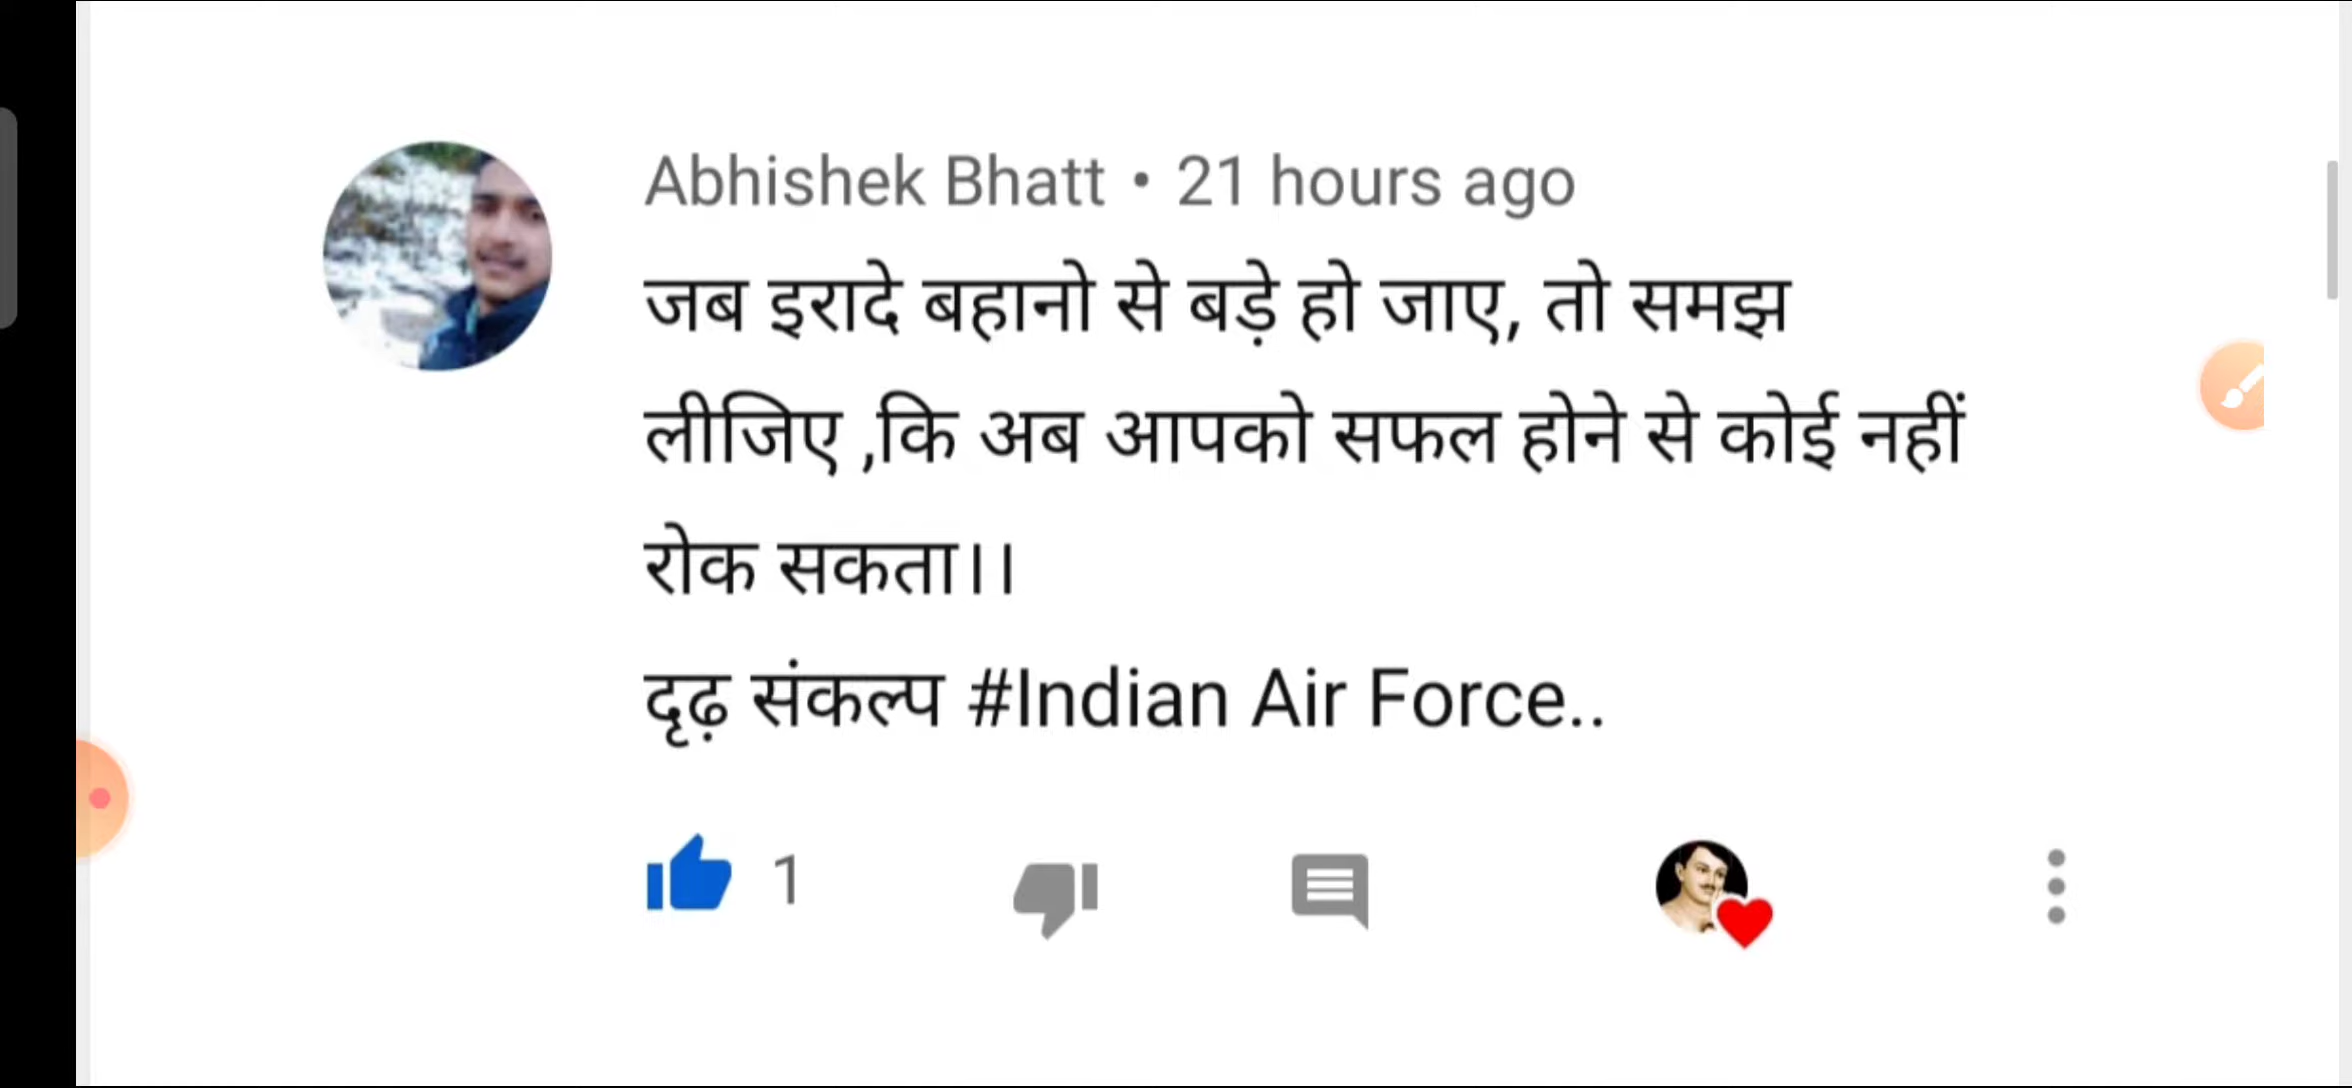 Abhishek Bhatt • 21 hours ago
जब इरादे बहानो से बड़े हो जाए, तो समझ
लीजिए ,कि अब आपको सफल होने से कोई नहीं
रोक सकता।।
दृढ़ संकल्प #Indian Air Force..
1